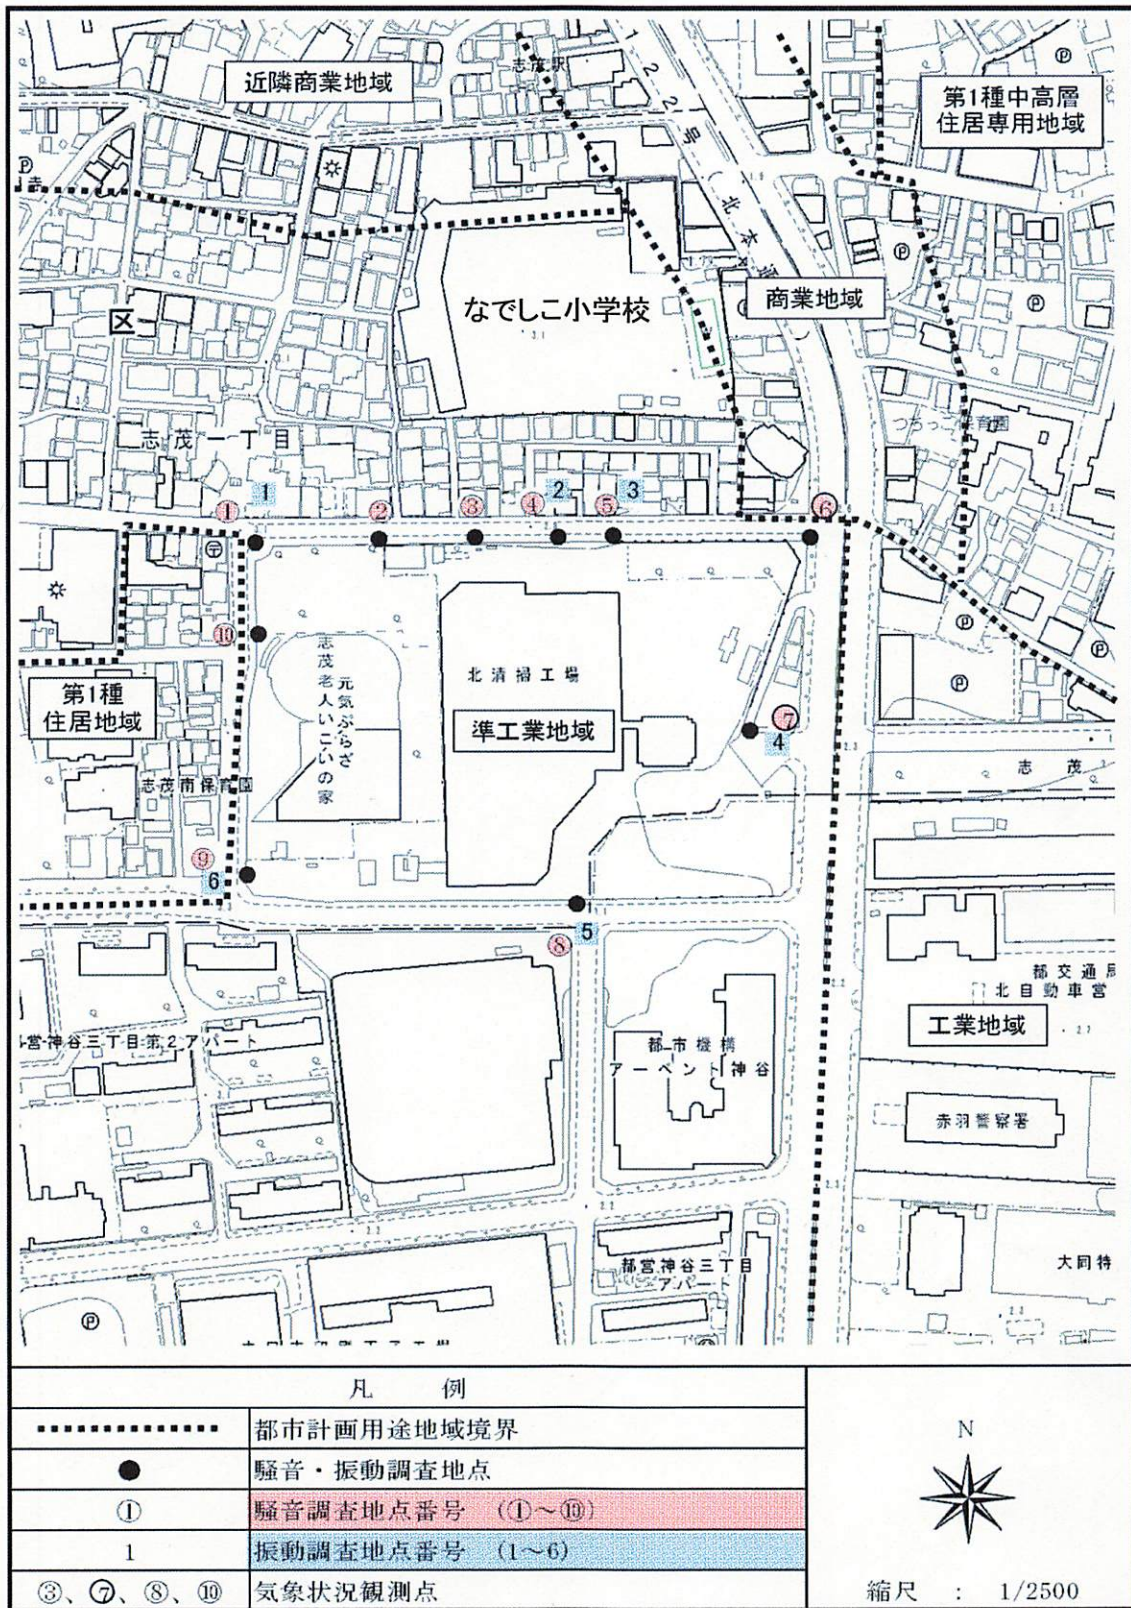 志茂駅
近隣商業地域
122号(北本通
第1種中高層
住居専用地域
区
なでしこ小学校
商業地域
志茂一丁目
つちっこ保育園
1
2
3
①
②
③
④
⑤
⑥
⑩
第1種
住居地域
元気ぷらざ
志茂老人いこいの家
北清掃工場
準工業地域
⑦
4
志茂
志茂南保育園
⑨
6
5
⑧
都交通局
北自動車営
工業地域
都営神谷三丁目第2アパート
都市機構
アーベント神谷
赤羽警察署
都営神谷三丁目
アパート
大同特
凡例
都市計画用途地域境界
騒音・振動調査地点
① 騒音調査地点番号 (①~⑩)
1 振動調査地点番号 (1~6)
③、⑦、⑧、⑩ 気象状況観測点
N
縮尺 : 1/2500